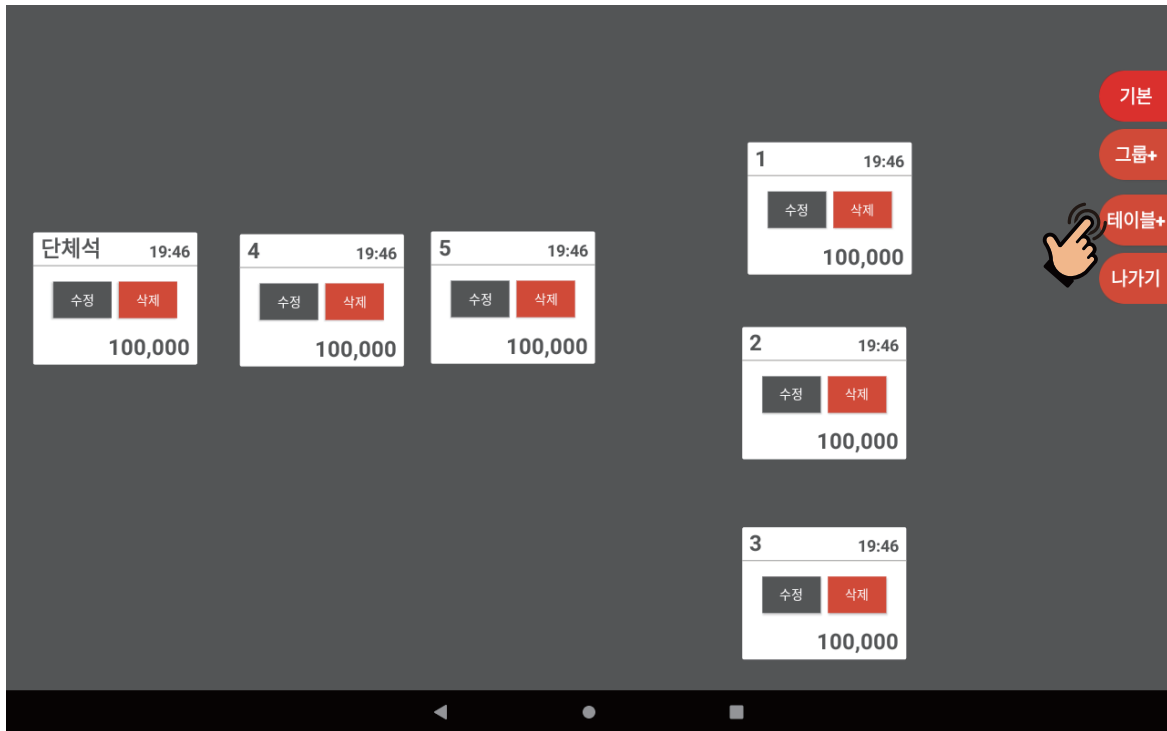 기본
그룹+
테이블+
나가기
단체석 19:46
수정 삭제
100,000
4 19:46
수정 삭제
100,000
5 19:46
수정 삭제
100,000
1 19:46
수정 삭제
100,000
2 19:46
수정 삭제
100,000
3 19:46
수정 삭제
100,000